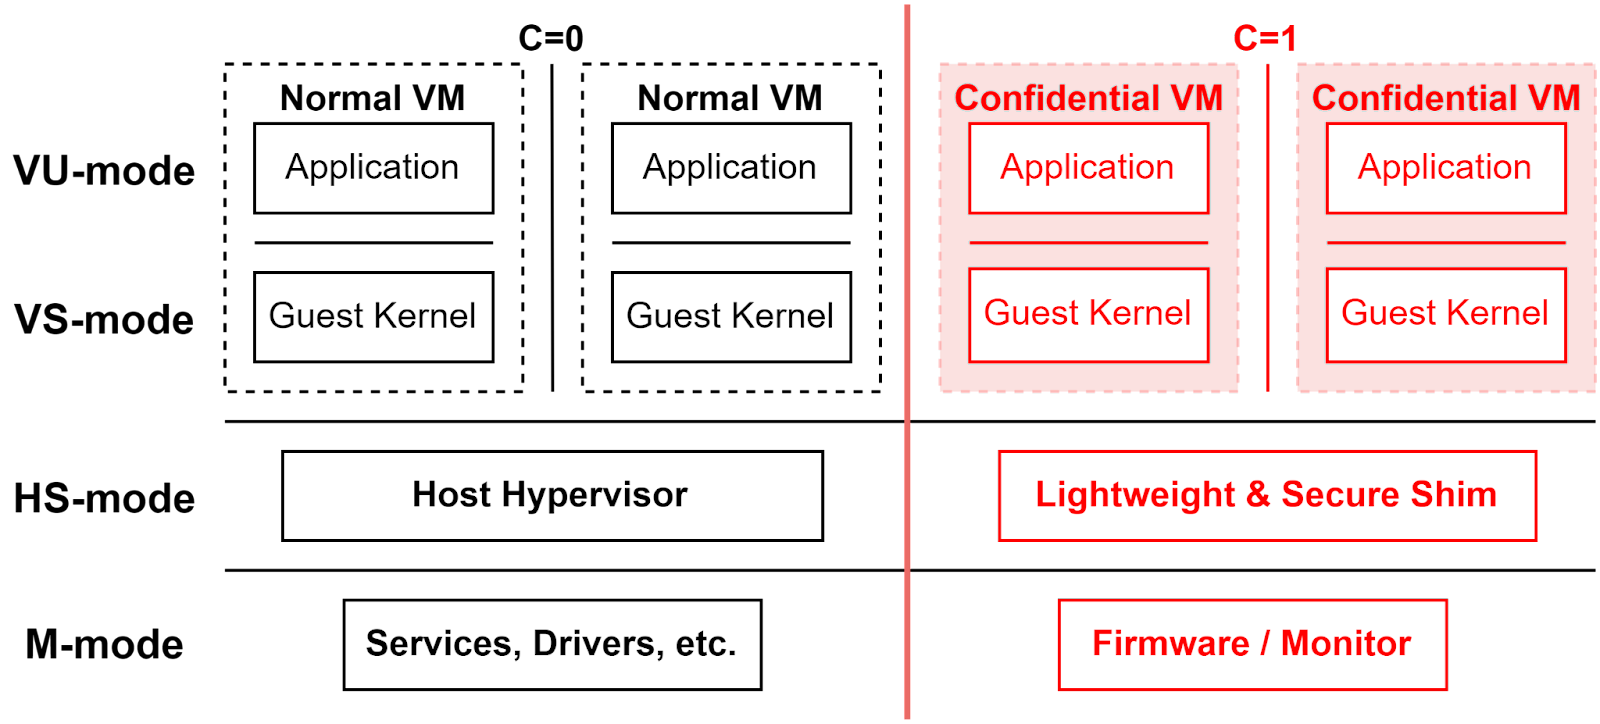 C=0
C=1
Normal VM
Normal VM
Confidential VM
Confidential VM
VU-mode
Application
Application
Application
Application
VS-mode
Guest Kernel
Guest Kernel
Guest Kernel
Guest Kernel
HS-mode
Host Hypervisor
Lightweight & Secure Shim
M-mode
Services, Drivers, etc.
Firmware / Monitor